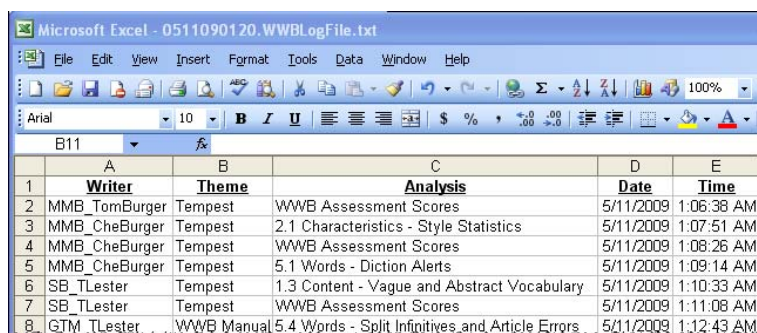 Microsoft Excel - 0511090120.WWBLogFile.txt
File Edit View Insert Format Tools Data Window Help
100%
Arial 10 B I U $ % ,
B11 fx
A B C D E
1 Writer Theme Analysis Date Time
2 MMB_TomBurger Tempest WWB Assessment Scores 5/11/2009 1:06:38 AM
3 MMB_CheBurger Tempest 2.1 Characteristics - Style Statistics 5/11/2009 1:07:51 AM
4 MMB_CheBurger Tempest WWB Assessment Scores 5/11/2009 1:08:26 AM
5 MMB_CheBurger Tempest 5.1 Words - Diction Alerts 5/11/2009 1:09:14 AM
6 SB_TLester Tempest 1.3 Content - Vague and Abstract Vocabulary 5/11/2009 1:10:33 AM
7 SB_TLester Tempest WWB Assessment Scores 5/11/2009 1:11:08 AM
8 GTM_TLester WWB Manual 5.4 Words - Split Infinitives and Article Errors 5/11/2009 1:12:43 AM